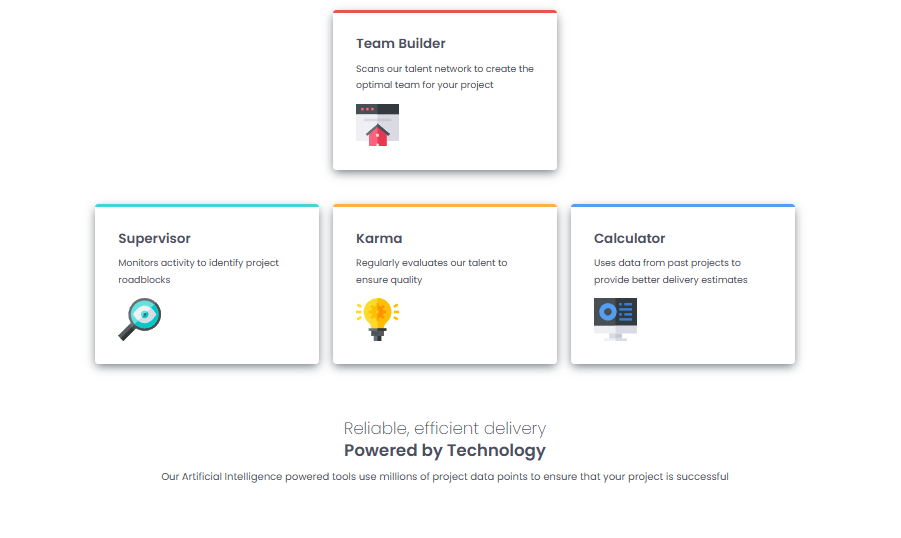 Team Builder
Scans our talent network to create the
optimal team for your project
Supervisor
Monitors activity to identify project
roadblocks
Karma
Regularly evaluates our talent to
ensure quality
Calculator
Uses data from past projects to
provide better delivery estimates
Reliable, efficient delivery
Powered by Technology
Our Artificial Intelligence powered tools use millions of project data points to ensure that your project is successful